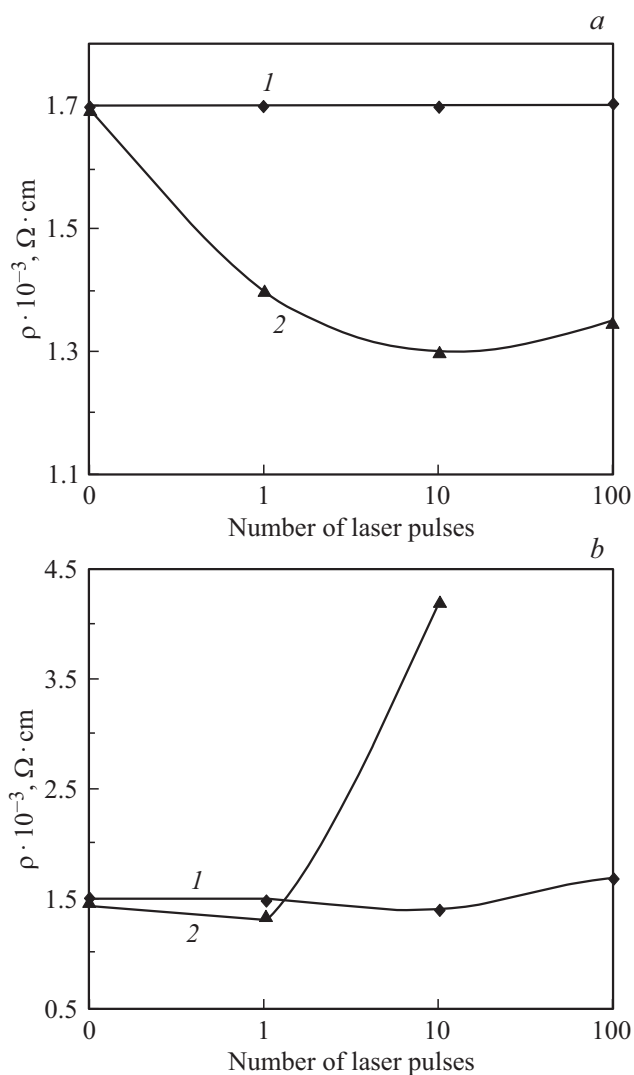 a
1
1.7
1.5
2
1.3
1.1
ρ · 10⁻³, Ω · cm
0 1 10 100
Number of laser pulses
b
4.5
3.5
2.5
1
1.5
2
0.5
ρ · 10⁻³, Ω · cm
0 1 10 100
Number of laser pulses